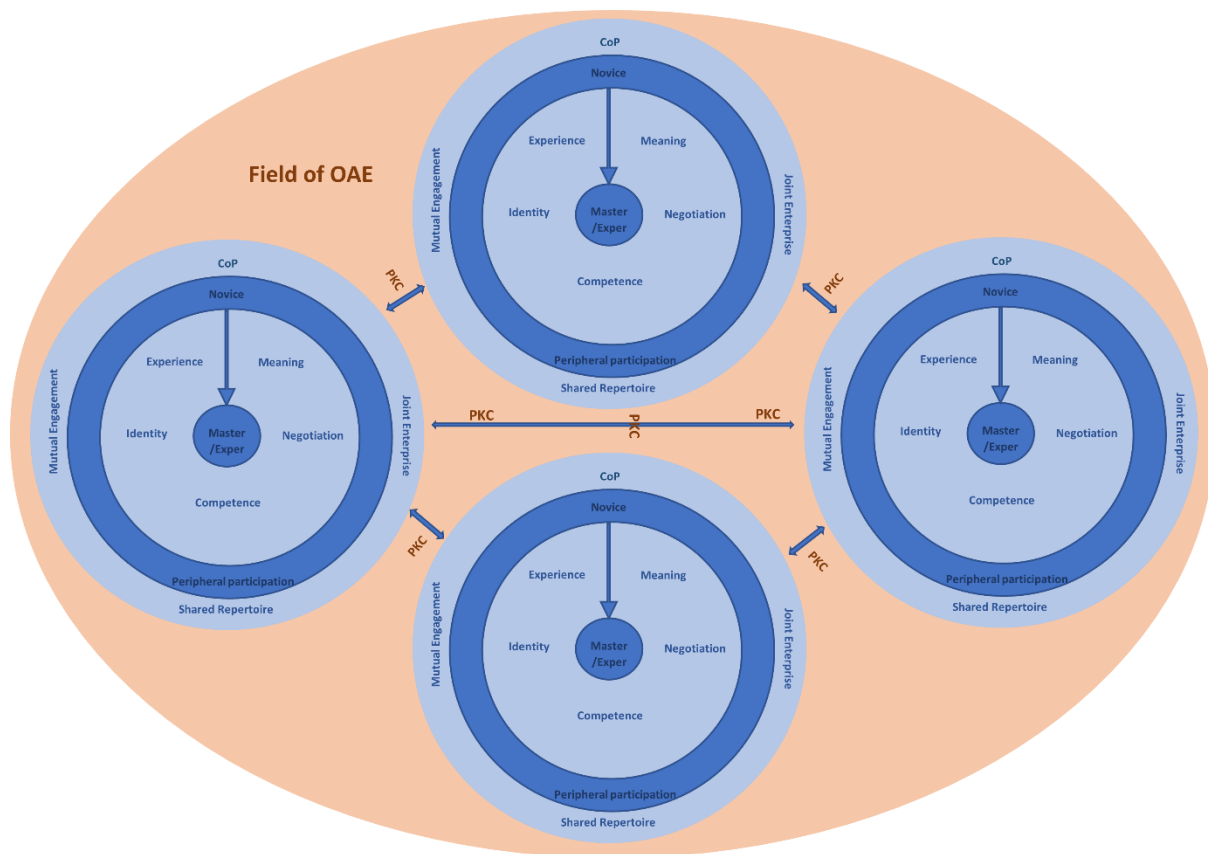 CoP
Novice
Experience Meaning
Mutual Engagement
Joint Enterprise
Identity
Master
/Exper
Negotiation
Competence
Peripheral participation
Shared Repertoire
Field of OAE
CoP
Novice
Experience Meaning
Mutual Engagement
Joint Enterprise
Identity
Master
/Exper
Negotiation
Competence
Peripheral participation
Shared Repertoire
PKC
PKC
CoP
Novice
Experience Meaning
Mutual Engagement
Joint Enterprise
Identity
Master
/Exper
Negotiation
Competence
Peripheral participation
Shared Repertoire
PKC
PKC
PKC
PKC
PKC
CoP
Novice
Experience Meaning
Mutual Engagement
Joint Enterprise
Identity
Master
/Exper
Negotiation
Competence
Peripheral participation
Shared Repertoire